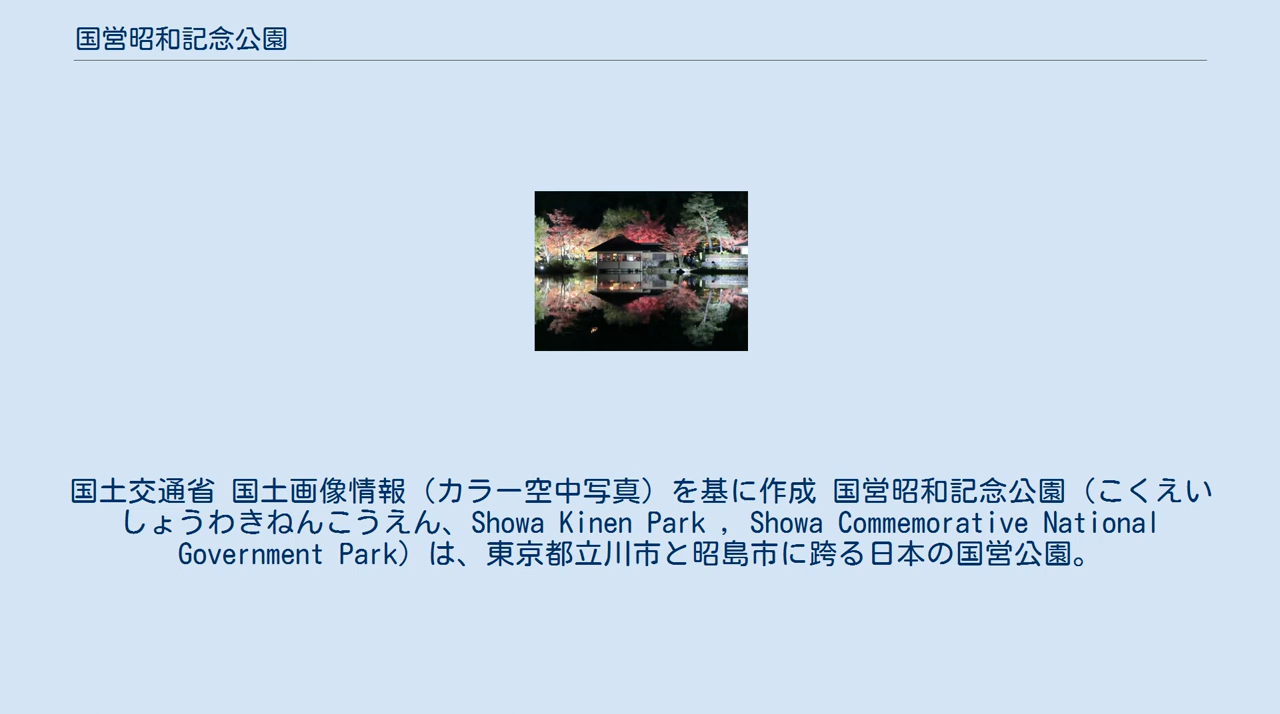 国営昭和記念公園
国土交通省 国土画像情報（カラー空中写真）を基に作成 国営昭和記念公園（こくえい
しょうわきねんこうえん、Showa Kinen Park , Showa Commemorative National
Government Park）は、東京都立川市と昭島市に跨る日本の国営公園。